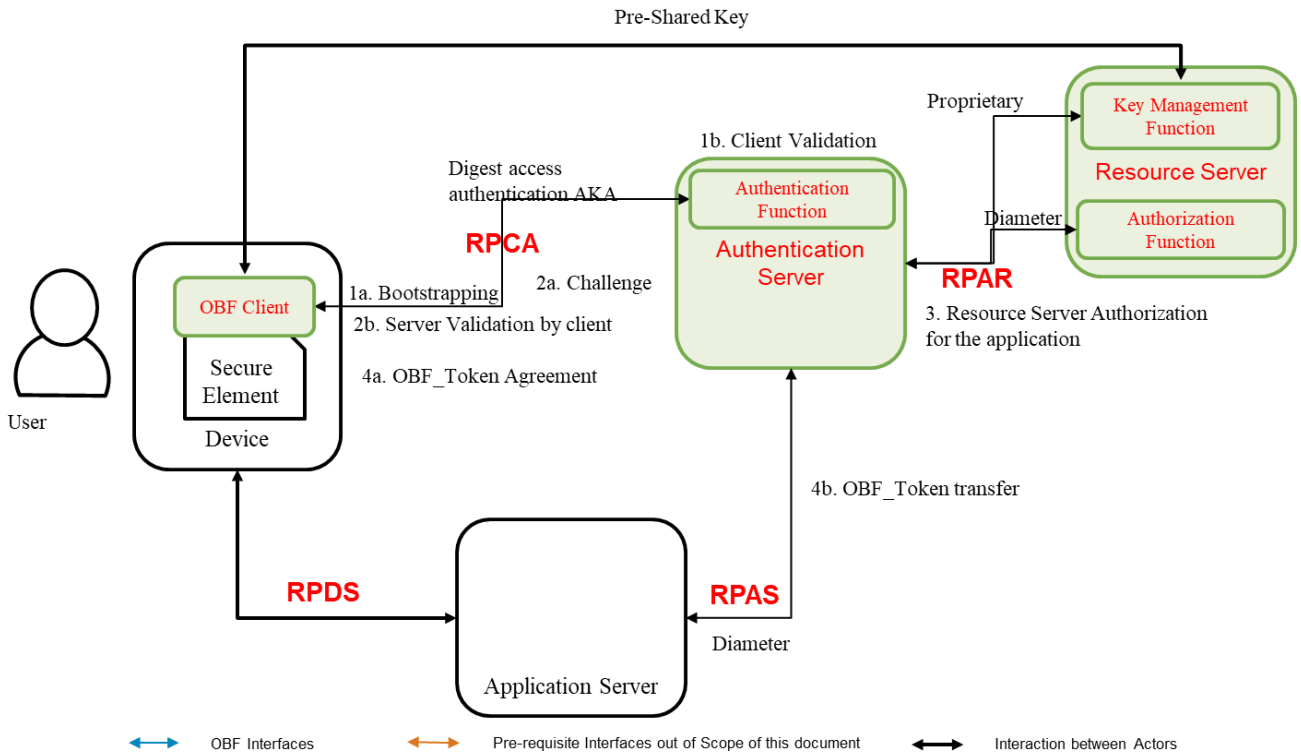 Pre-Shared Key
Proprietary
Key Management
Function
Resource Server
Diameter
Authorization
Function
1b. Client Validation
Digest access
authentication AKA
Authentication
Function
Authentication
Server
RPCA
RPAR
2a. Challenge
1a. Bootstrapping
OBF Client
2b. Server Validation by client
3. Resource Server Authorization
for the application
Secure
Element
4a. OBF_Token Agreement
User
Device
4b. OBF_Token transfer
RPDS
RPAS
Diameter
Application Server
OBF Interfaces
Pre-requisite Interfaces out of Scope of this document
Interaction between Actors